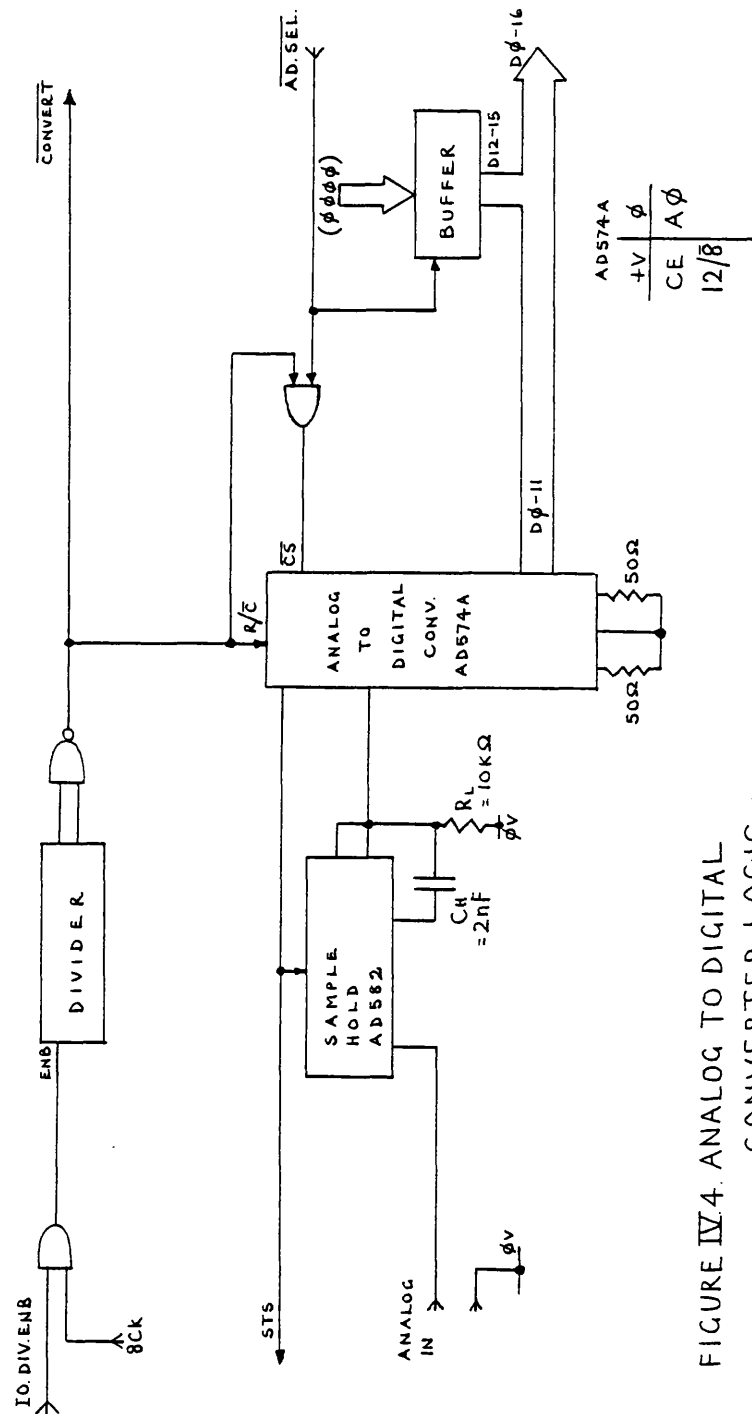 IO. DIV. ENB
8CK
ENB
DIVIDER
CONVERT
STS
ANALOG
IN
ØV
SAMPLE
HOLD
AD582
CH
=2nF
RL
=10KΩ
ØV
R/C̅
C̅S̅
ANALOG
TO
DIGITAL
CONV.
AD574A
50Ω
50Ω
AD.SEL.
(ØØØØ)
BUFFER
D12-15
DØ-11
DØ-16
AD574A
+V Ø
CE AØ
12/8̅
FIGURE IV.4. ANALOG TO DIGITAL
CONVERTER LOGIC.